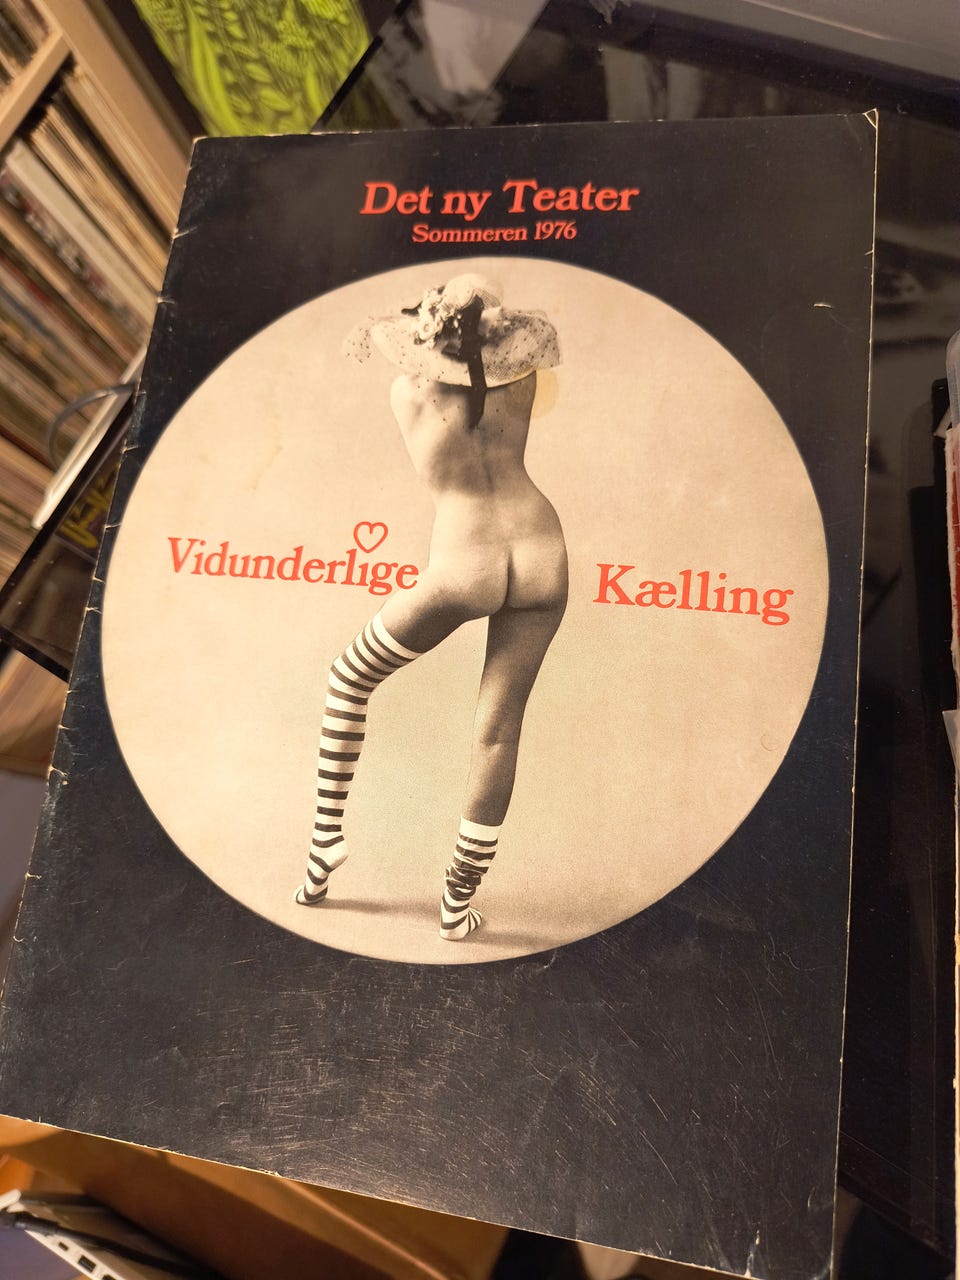 Det ny Teater
Sommeren 1976
Vidunderlige Kælling